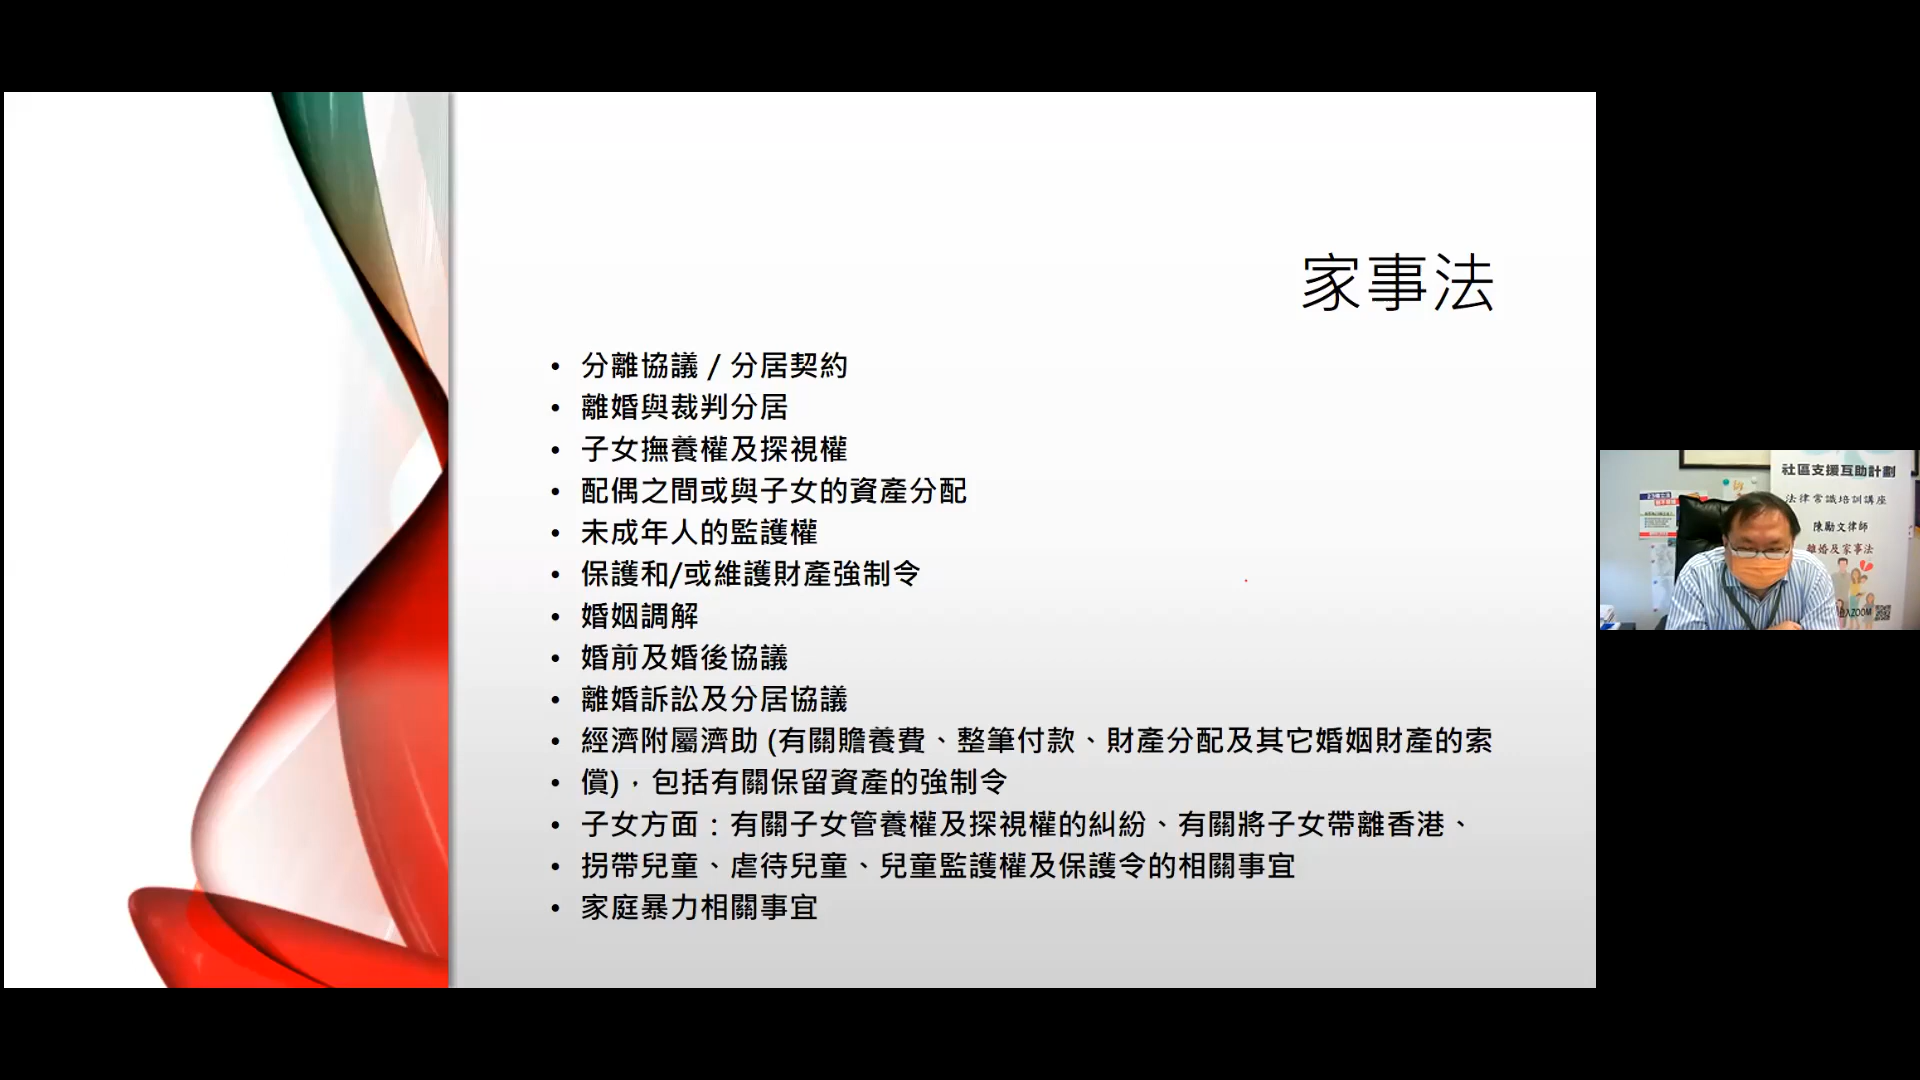 家事法
• 分離協議 / 分居契約
• 離婚與裁判分居
• 子女撫養權及探視權
• 配偶之間或與子女的資產分配
• 未成年人的監護權
• 保護和/或維護財產強制令
• 婚姻調解
• 婚前及婚後協議
• 離婚訴訟及分居協議
• 經濟附屬濟助 (有關贍養費、整筆付款、財產分配及其它婚姻財產的索
• 償)，包括有關保留資產的強制令
• 子女方面：有關子女管養權及探視權的糾紛、有關將子女帶離香港、
• 拐帶兒童、虐待兒童、兒童監護權及保護令的相關事宜
• 家庭暴力相關事宜
社區支援互助計劃
法律常識培訓講座
陳勵文律師
離婚及家事法
ZOOM